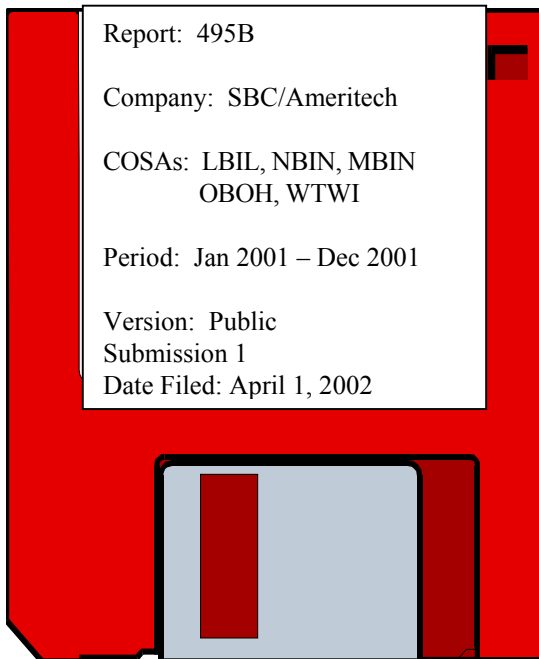 Report: 495B
Company: SBC/Ameritech
COSAs: LBIL, NBIN, MBIN
OBOH, WTWI
Period: Jan 2001 – Dec 2001
Version: Public
Submission 1
Date Filed: April 1, 2002